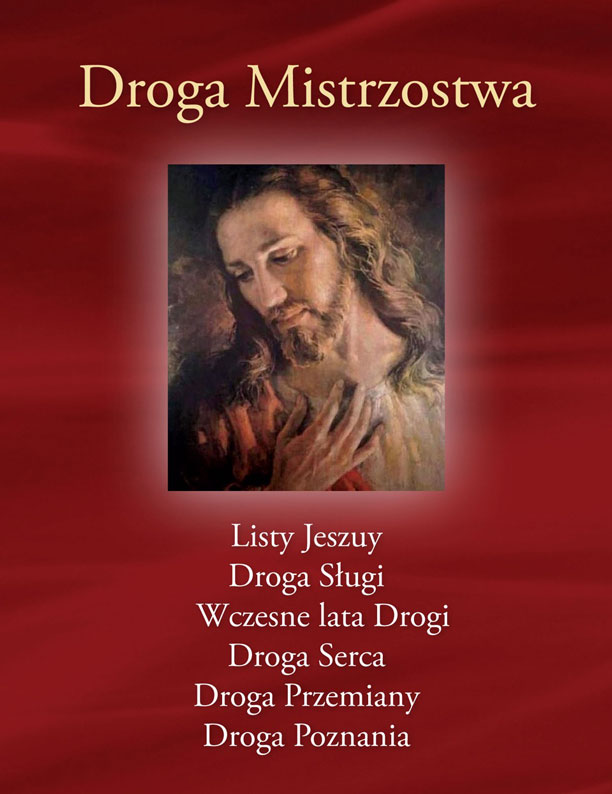 Droga Mistrzostwa
Listy Jeszuy
Droga Sługi
Wczesne lata Drogi
Droga Serca
Droga Przemiany
Droga Poznania